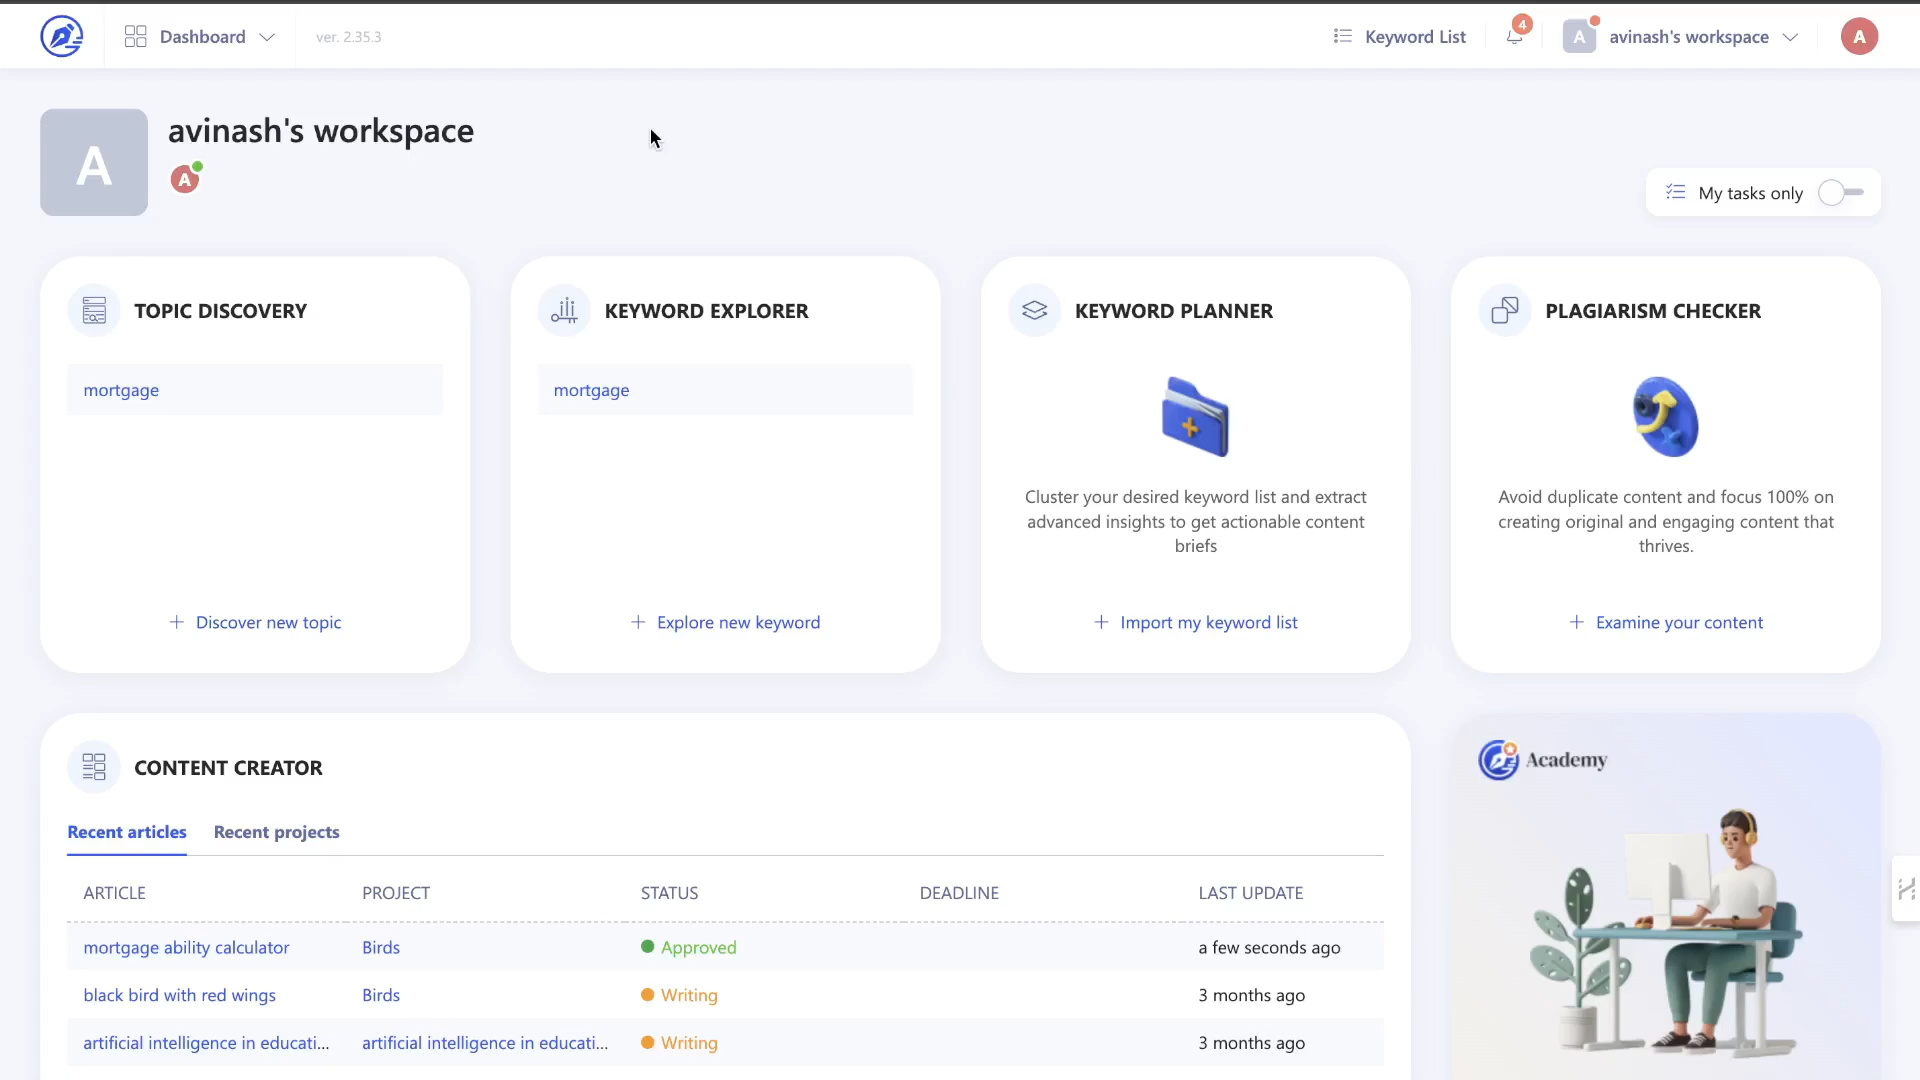 Dashboard
ver. 2.35.3
Keyword List
4
A
avinash's workspace
A
A
avinash's workspace
A
My tasks only
TOPIC DISCOVERY
mortgage
+ Discover new topic
KEYWORD EXPLORER
mortgage
+ Explore new keyword
KEYWORD PLANNER
Cluster your desired keyword list and extract
advanced insights to get actionable content
briefs
+ Import my keyword list
PLAGIARISM CHECKER
Avoid duplicate content and focus 100% on
creating original and engaging content that
thrives.
+ Examine your content
CONTENT CREATOR
Recent articles Recent projects
ARTICLE PROJECT STATUS DEADLINE LAST UPDATE
mortgage ability calculator Birds Approved a few seconds ago
black bird with red wings Birds Writing 3 months ago
artificial intelligence in educati... artificial intelligence in educati... Writing 3 months ago
Academy